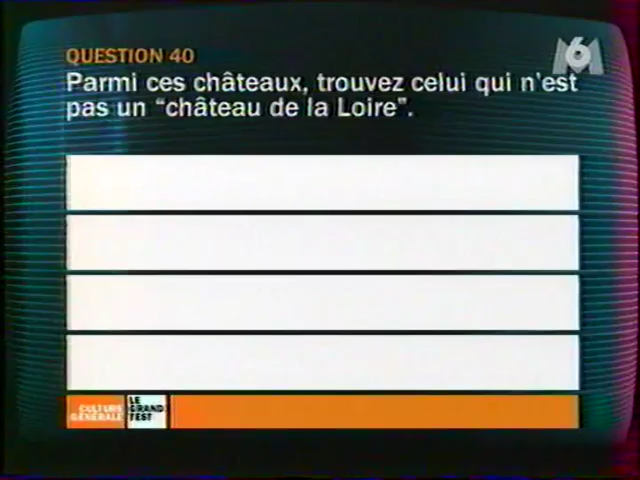 QUESTION 40
M6
Parmi ces châteaux, trouvez celui qui n'est
pas un "château de la Loire".
CULTURE
GÉNÉRALE
LE
GRAND
TEST